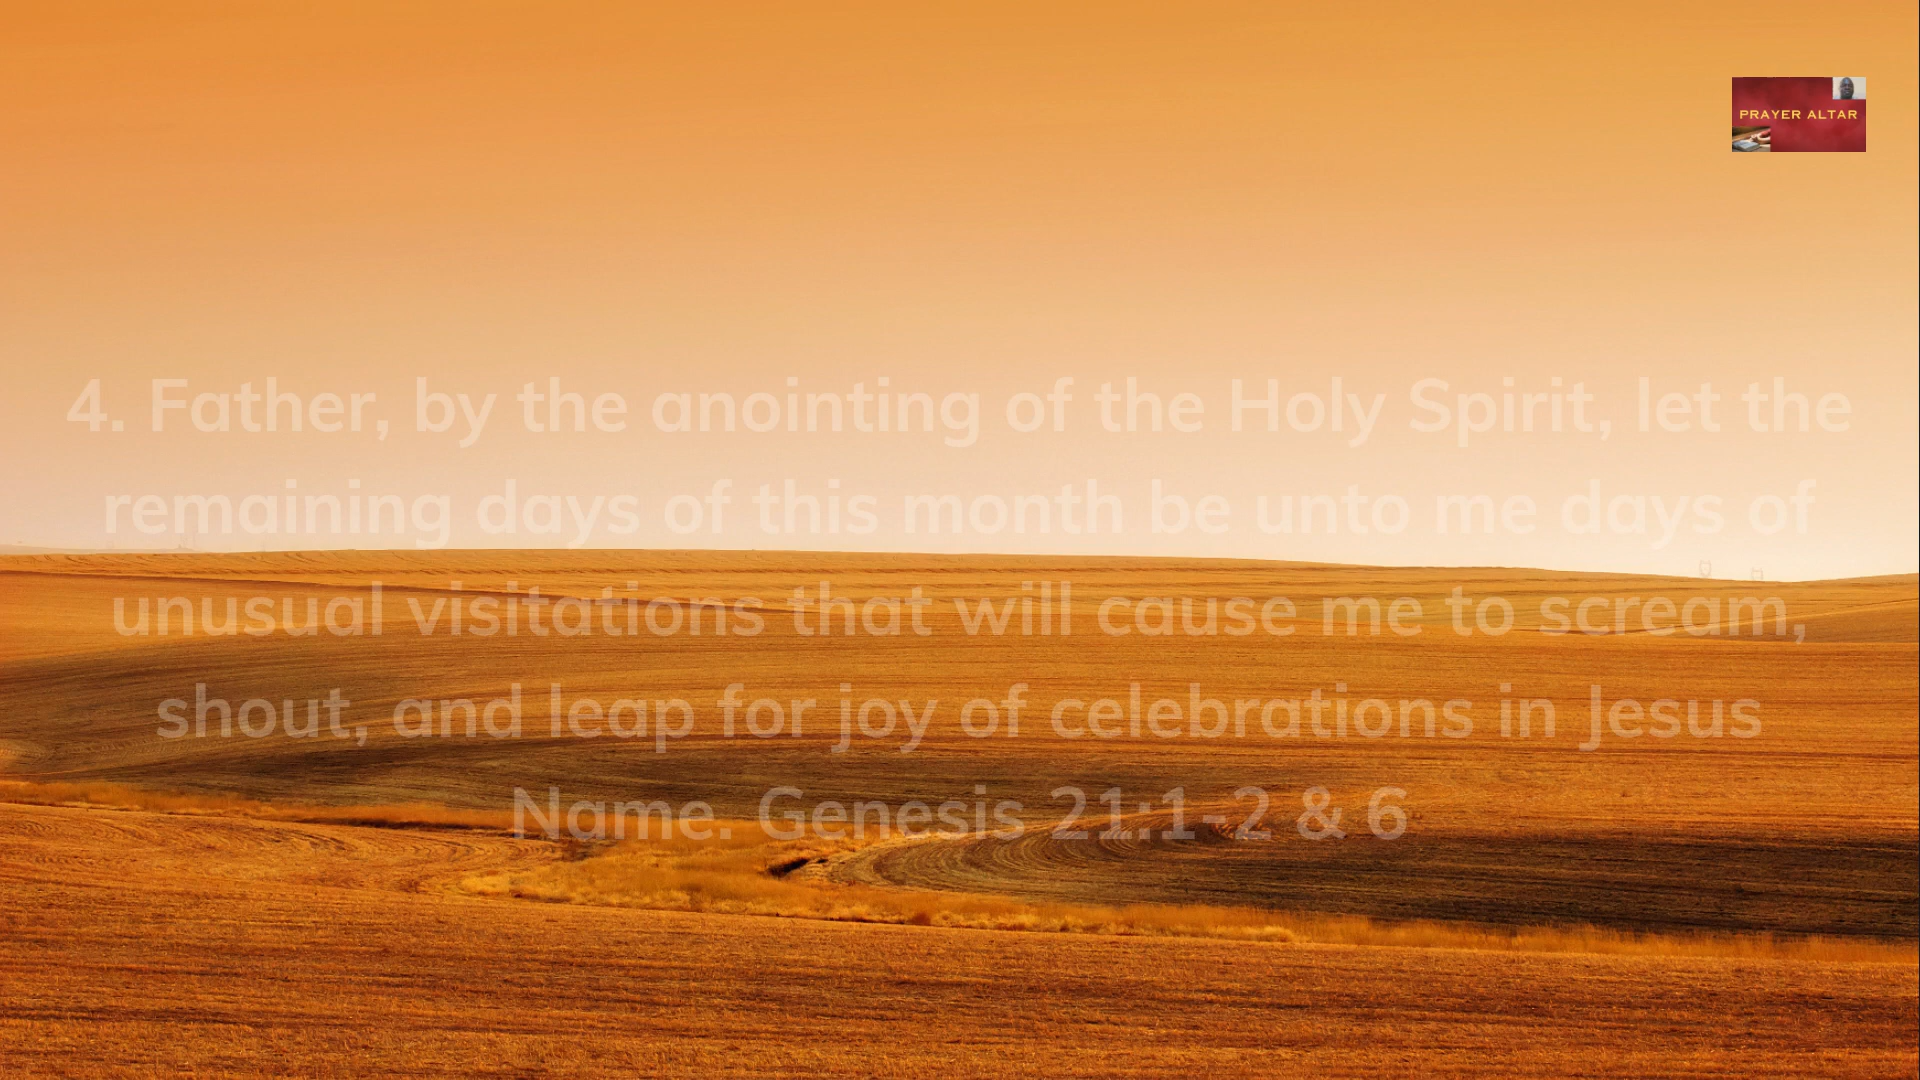 PRAYER ALTAR
4. Father, by the anointing of the Holy Spirit, let the
remaining days of this month be unto me days of
unusual visitations that will cause me to scream,
shout, and leap for joy of celebrations in Jesus
Name. Genesis 21:1-2 & 6